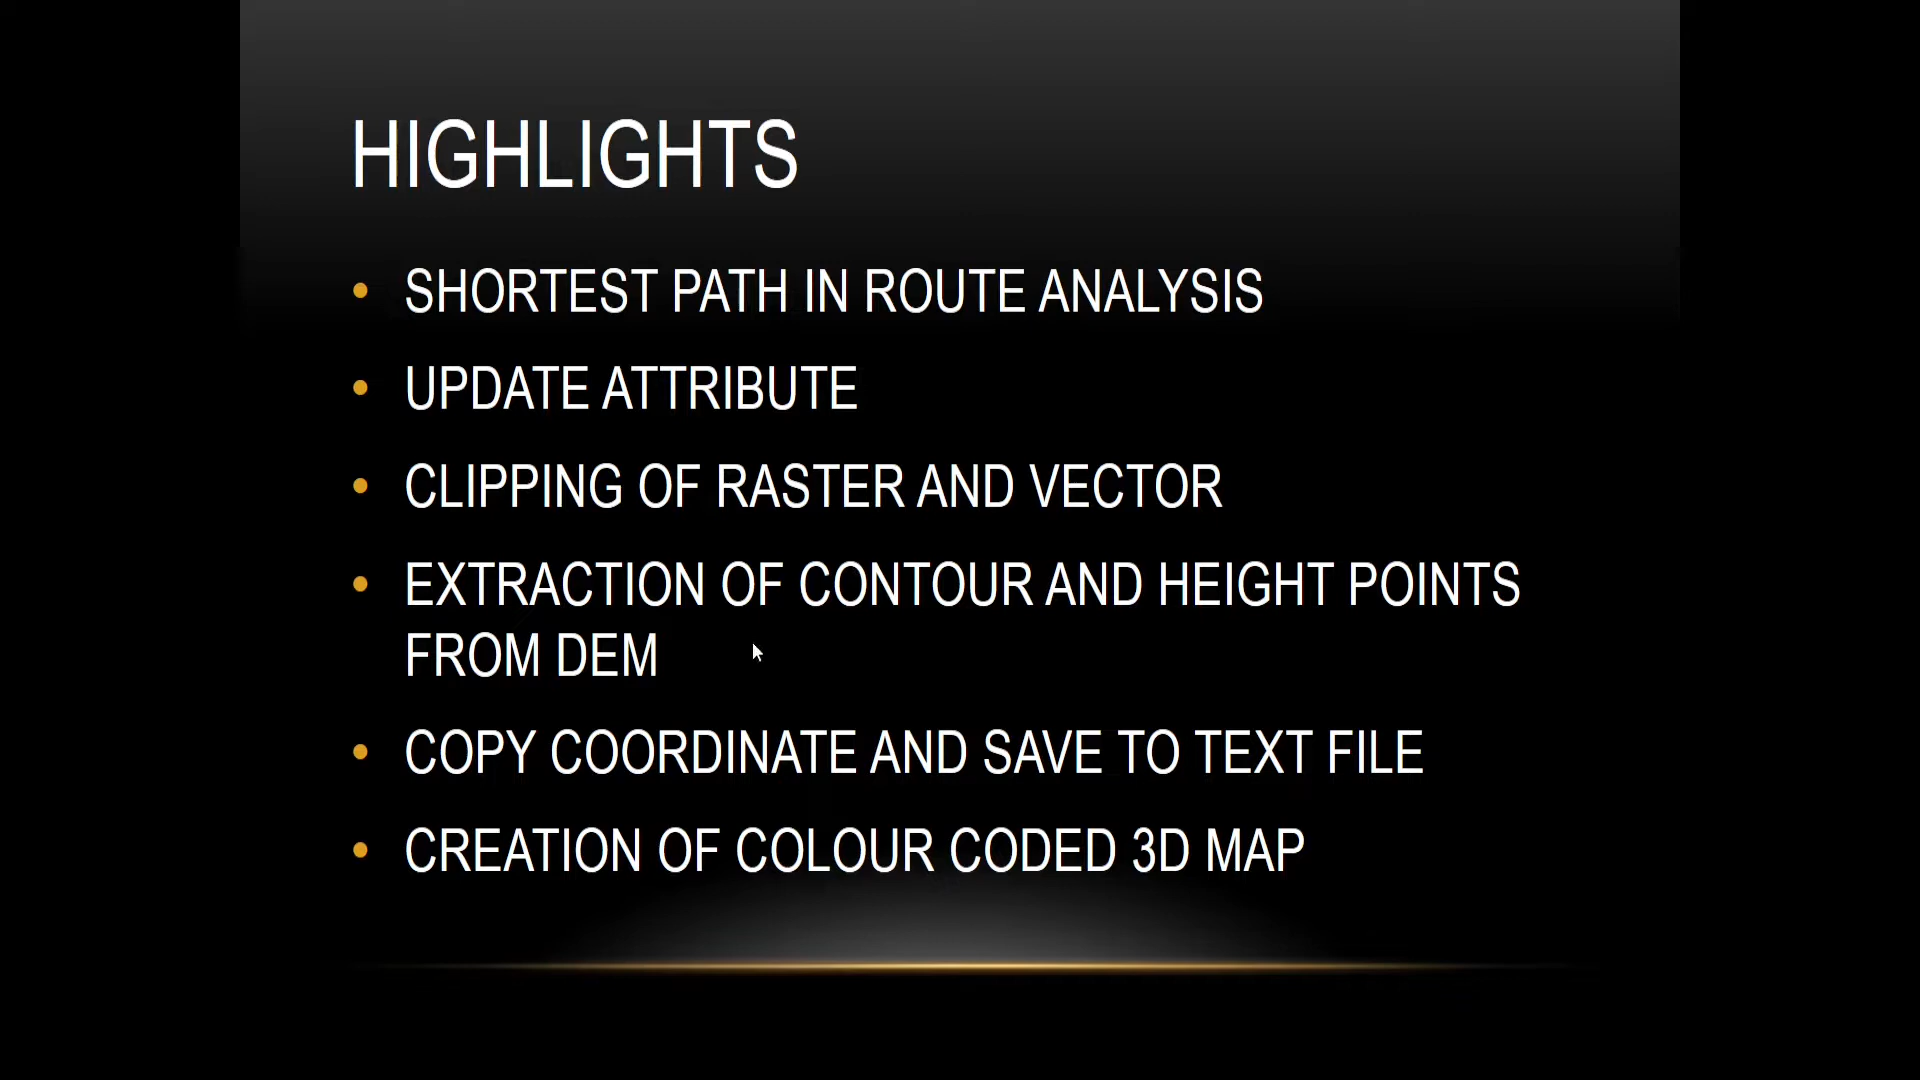 HIGHLIGHTS
• SHORTEST PATH IN ROUTE ANALYSIS
• UPDATE ATTRIBUTE
• CLIPPING OF RASTER AND VECTOR
• EXTRACTION OF CONTOUR AND HEIGHT POINTS
FROM DEM
• COPY COORDINATE AND SAVE TO TEXT FILE
• CREATION OF COLOUR CODED 3D MAP